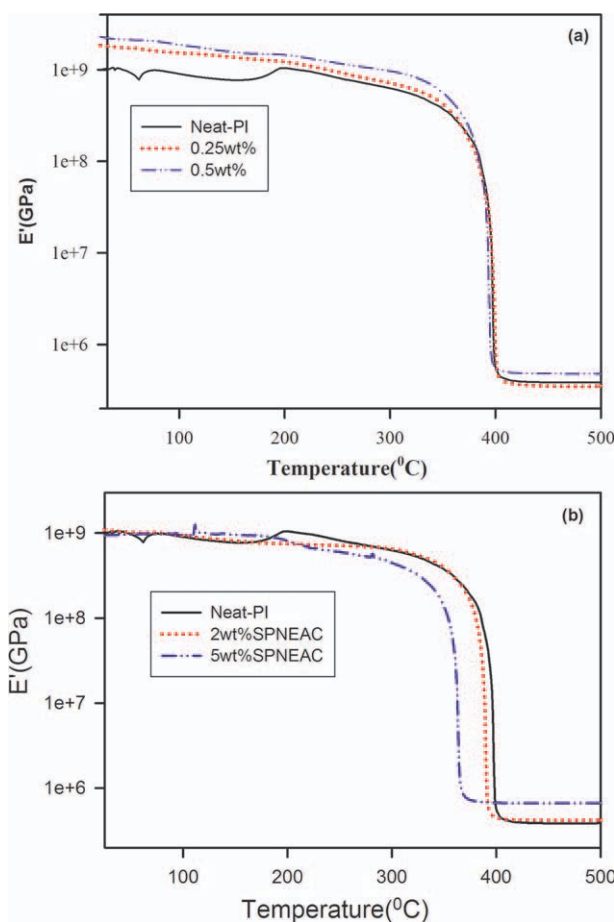 (a)
1e+9
1e+8
1e+7
1e+6
E'(GPa)
Neat-PI
0.25wt%
0.5wt%
100 200 300 400 500
Temperature(⁰C)
(b)
1e+9
1e+8
1e+7
1e+6
E'(GPa)
Neat-PI
2wt%SPNEAC
5wt%SPNEAC
100 200 300 400 500
Temperature(⁰C)